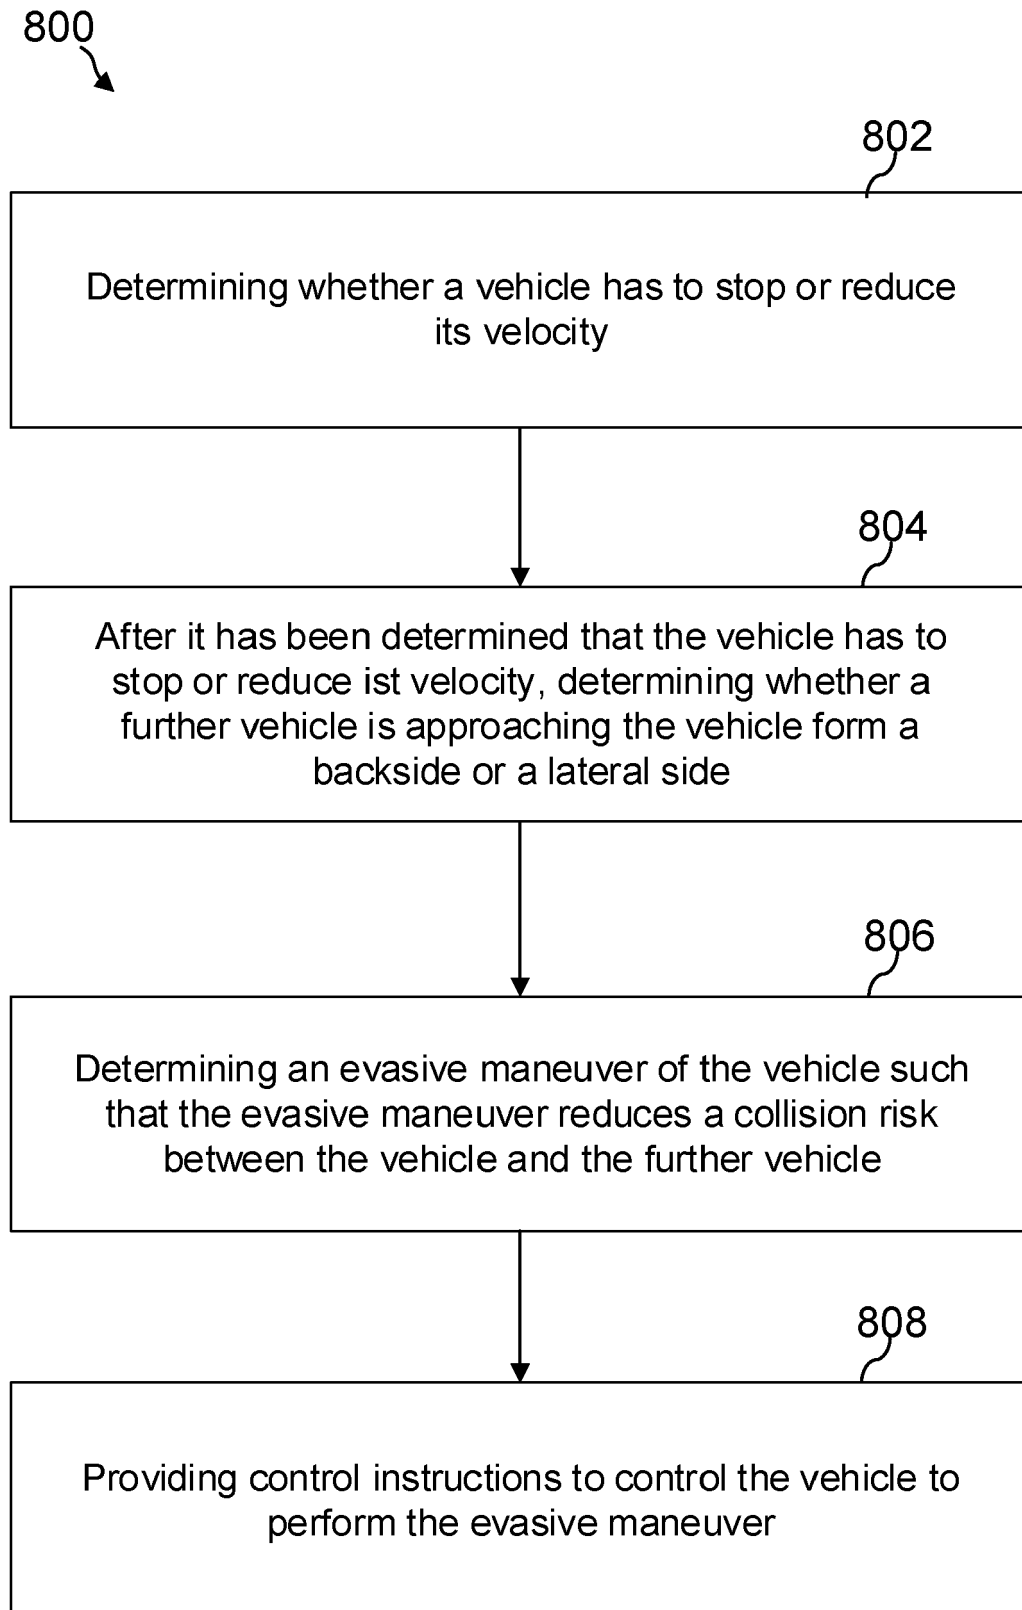 800
802
Determining whether a vehicle has to stop or reduce
its velocity
804
After it has been determined that the vehicle has to
stop or reduce ist velocity, determining whether a
further vehicle is approaching the vehicle form a
backside or a lateral side
806
Determining an evasive maneuver of the vehicle such
that the evasive maneuver reduces a collision risk
between the vehicle and the further vehicle
808
Providing control instructions to control the vehicle to
perform the evasive maneuver